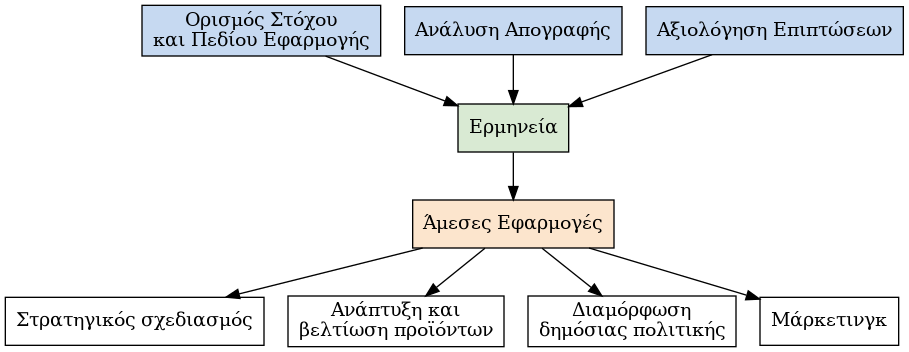 Ορισμός Στόχου
και Πεδίου Εφαρμογής
Ανάλυση Απογραφής
Αξιολόγηση Επιπτώσεων
Ερμηνεία
Άμεσες Εφαρμογές
Στρατηγικός σχεδιασμός
Ανάπτυξη και
βελτίωση προϊόντων
Διαμόρφωση
δημόσιας πολιτικής
Μάρκετινγκ